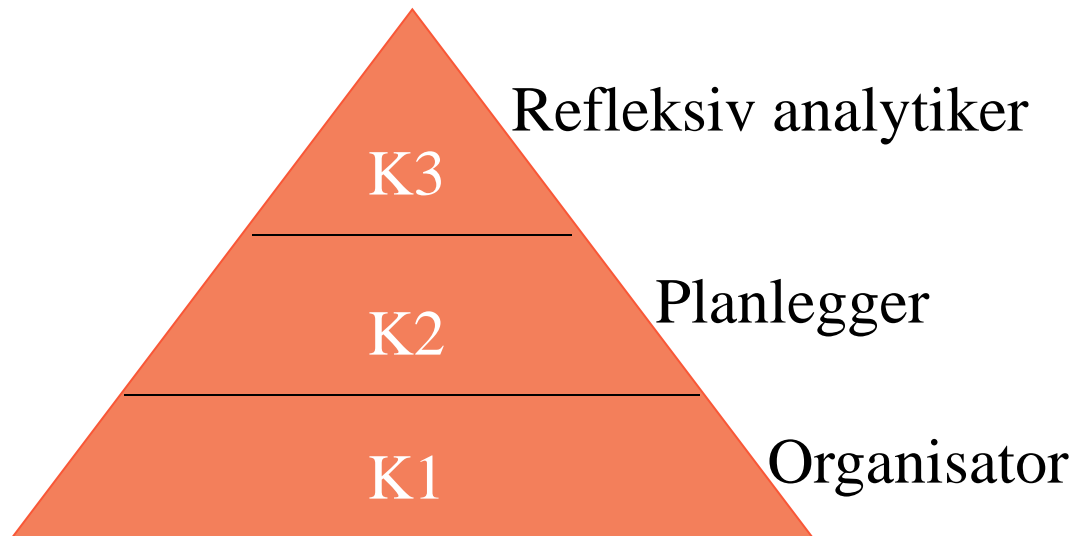 Refleksiv analytiker
K3
Planlegger
K2
Organisator
K1